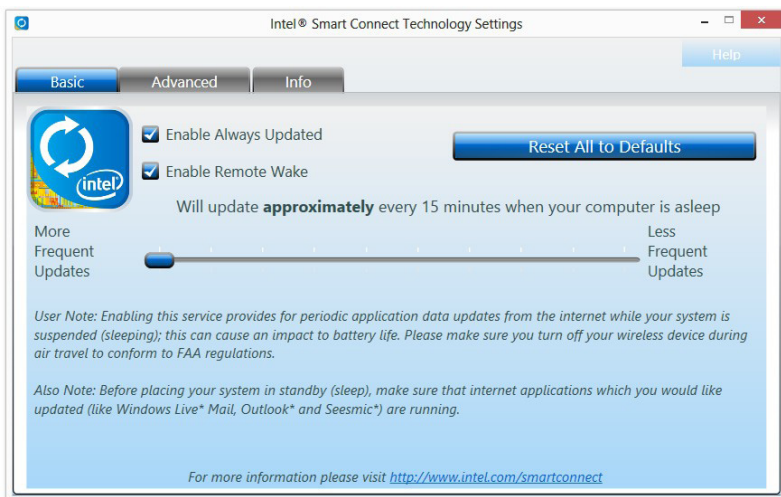 Intel® Smart Connect Technology Settings
Help
Basic Advanced Info
intel
Enable Always Updated
Enable Remote Wake
Reset All to Defaults
Will update approximately every 15 minutes when your computer is asleep
More
Frequent
Updates
Less
Frequent
Updates
User Note: Enabling this service provides for periodic application data updates from the internet while your system is
suspended (sleeping); this can cause an impact to battery life. Please make sure you turn off your wireless device during
air travel to conform to FAA regulations.
Also Note: Before placing your system in standby (sleep), make sure that internet applications which you would like
updated (like Windows Live* Mail, Outlook* and Seesmic*) are running.
For more information please visit http://www.intel.com/smartconnect